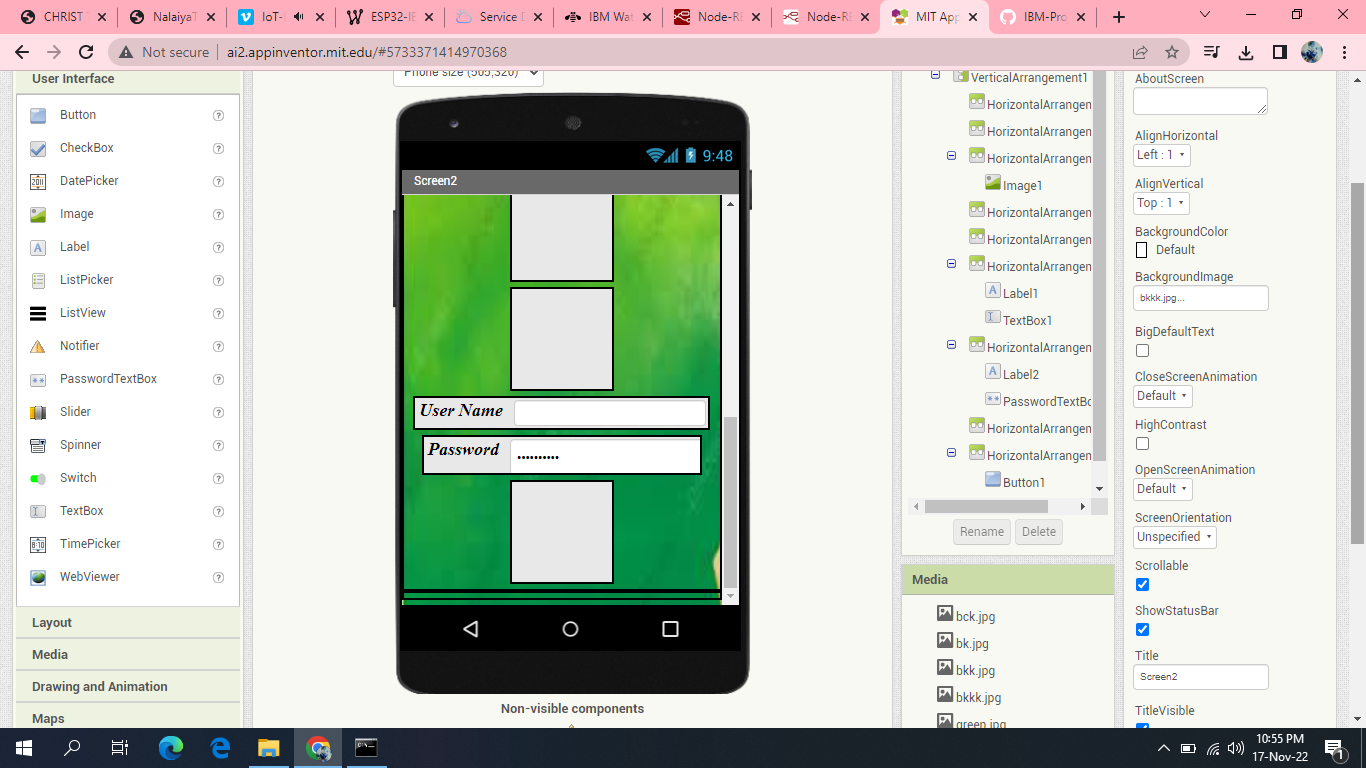 CHRIST
NalaiyaT
IoT-
ESP32-IE
Service D
IBM Wat
Node-RE
Node-RE
MIT App
IBM-Pro
Not secure
ai2.appinventor.mit.edu/#5733371414970368
User Interface
Button
CheckBox
DatePicker
Image
Label
ListPicker
ListView
Notifier
PasswordTextBox
Slider
Spinner
Switch
TextBox
TimePicker
WebViewer
Layout
Media
Drawing and Animation
Maps
Phone size (505,320)
9:48
Screen2
User Name
Password
••••••••••
Non-visible components
VerticalArrangement1
HorizontalArrangen
HorizontalArrangen
HorizontalArrangen
Image1
HorizontalArrangen
HorizontalArrangen
HorizontalArrangen
Label1
TextBox1
HorizontalArrangen
Label2
PasswordTextBo
HorizontalArrangen
HorizontalArrangen
Button1
Rename Delete
Media
bck.jpg
bk.jpg
bkk.jpg
bkkk.jpg
green.jpg
AboutScreen
AlignHorizontal
Left : 1
AlignVertical
Top : 1
BackgroundColor
Default
BackgroundImage
bkkk.jpg...
BigDefaultText
CloseScreenAnimation
Default
HighContrast
OpenScreenAnimation
Default
ScreenOrientation
Unspecified
Scrollable
ShowStatusBar
Title
Screen2
TitleVisible
10:55 PM
17-Nov-22
1